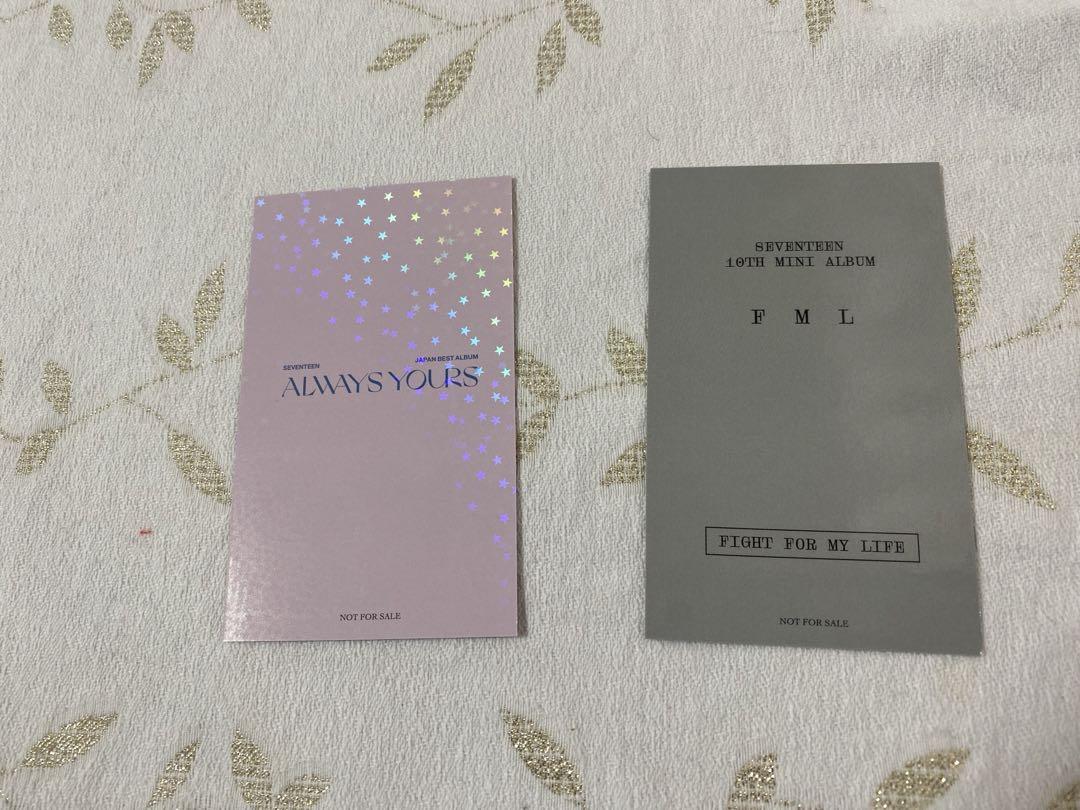 SEVENTEEN
JAPAN BEST ALBUM
ALWAYS YOURS
NOT FOR SALE
SEVENTEEN
10TH MINI ALBUM
F M L
FIGHT FOR MY LIFE
NOT FOR SALE